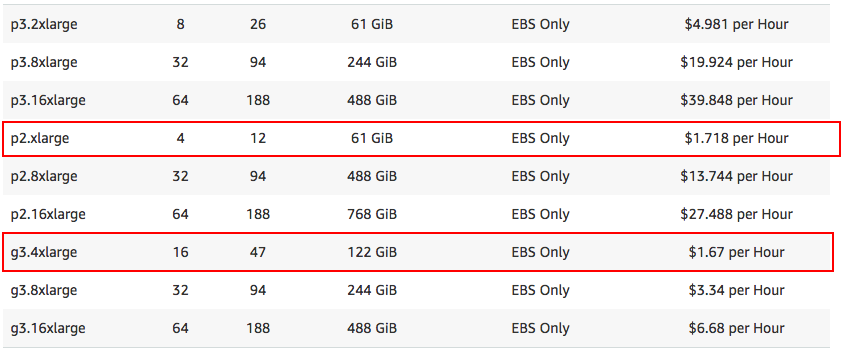 p3.2xlarge 8 26 61 GiB EBS Only $4.981 per Hour
p3.8xlarge 32 94 244 GiB EBS Only $19.924 per Hour
p3.16xlarge 64 188 488 GiB EBS Only $39.848 per Hour
p2.xlarge 4 12 61 GiB EBS Only $1.718 per Hour
p2.8xlarge 32 94 488 GiB EBS Only $13.744 per Hour
p2.16xlarge 64 188 768 GiB EBS Only $27.488 per Hour
g3.4xlarge 16 47 122 GiB EBS Only $1.67 per Hour
g3.8xlarge 32 94 244 GiB EBS Only $3.34 per Hour
g3.16xlarge 64 188 488 GiB EBS Only $6.68 per Hour